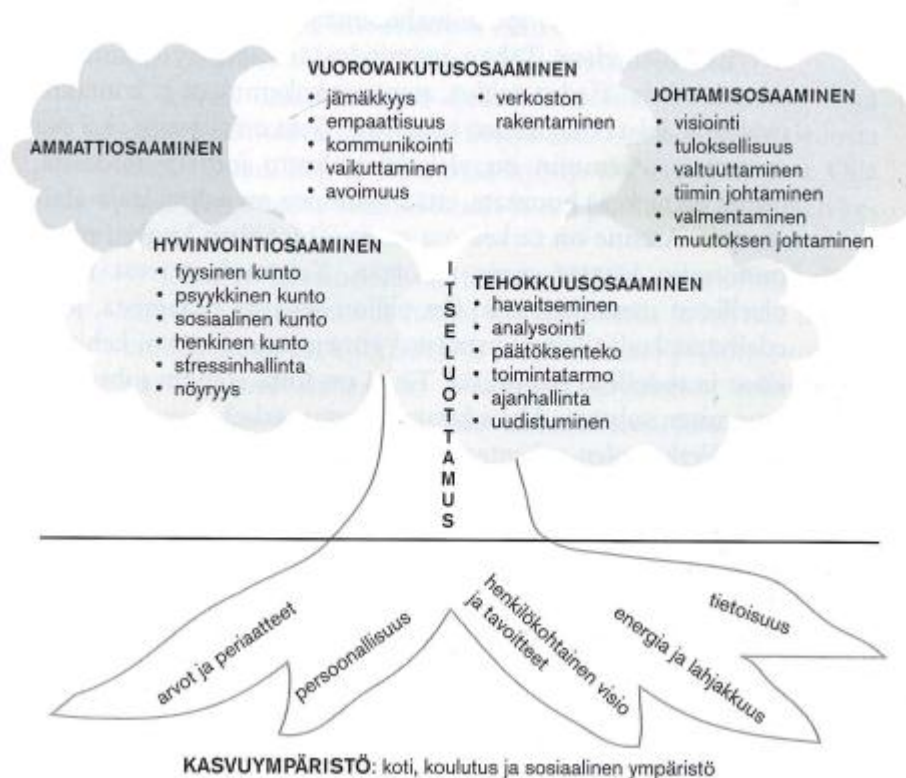 VUOROVAIKUTUSOSAAMINEN
• jämäkkyys
• empaattisuus
• kommunikointi
• vaikuttaminen
• avoimuus
• verkoston
rakentaminen
JOHTAMISOSAAMINEN
• visiointi
• tuloksellisuus
• valtuuttaminen
• tiimin johtaminen
• valmentaminen
• muutoksen johtaminen
AMMATTIOSAAMINEN
HYVINVOINTIOSAAMINEN
• fyysinen kunto
• psyykkinen kunto
• sosiaalinen kunto
• henkinen kunto
• stressinhallinta
• nöyryys
TEHOKKUUSOSAAMINEN
• havaitseminen
• analysointi
• päätöksenteko
• toimintatarmo
• ajanhallinta
• uudistuminen
ITSELUOTTAMUS
arvot ja periaatteet
persoonallisuus
henkilökohtainen visio
ja tavoitteet
energia ja lahjakkuus
tietoisuus
KASVUYMPÄRISTÖ: koti, koulutus ja sosiaalinen ympäristö